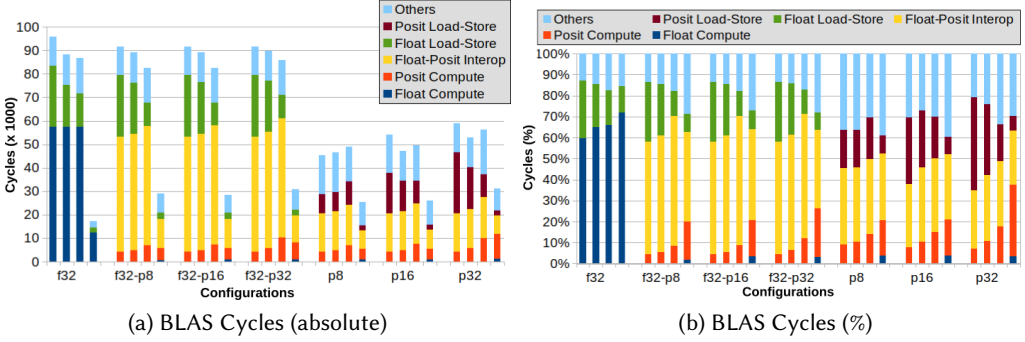 Others
Posit Load-Store
Float Load-Store
Float-Posit Interop
Posit Compute
Float Compute
Cycles (x 1000)
100
90
80
70
60
50
40
30
20
10
0
f32
f32-p8
f32-p16
f32-p32
p8
p16
p32
Configurations
(a) BLAS Cycles (absolute)
Others
Posit Load-Store
Float Load-Store
Float-Posit Interop
Posit Compute
Float Compute
Cycles (%)
100%
90%
80%
70%
60%
50%
40%
30%
20%
10%
0%
f32
f32-p8
f32-p16
f32-p32
p8
p16
p32
Configurations
(b) BLAS Cycles (%)